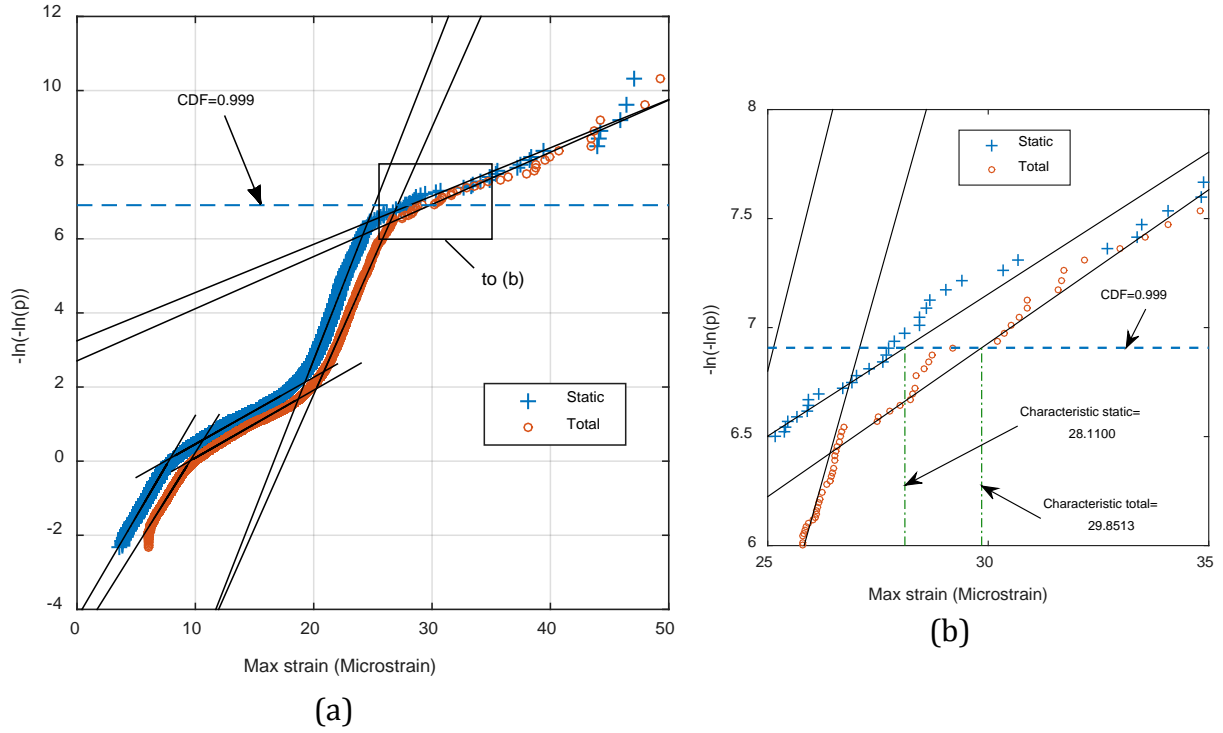 12
10
8
6
4
2
0
-2
-4
0
10
20
30
40
50
-ln(-ln(p))
Max strain (Microstrain)
CDF=0.999
to (b)
Static
Total
(a)
8
7.5
7
6.5
6
25
30
35
-ln(-ln(p))
Max strain (Microstrain)
Static
Total
CDF=0.999
Characteristic static=
28.1100
Characteristic total=
29.8513
(b)